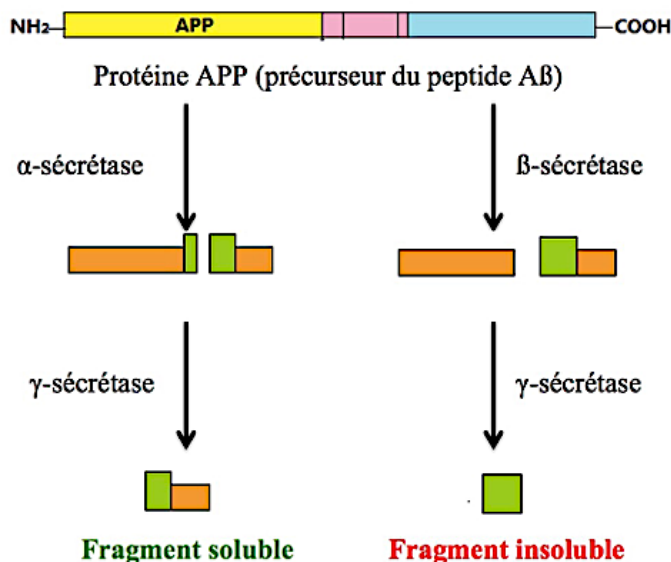 NH2 APP COOH
Protéine APP (précurseur du peptide Aß)
α-sécrétase ß-sécrétase
γ-sécrétase γ-sécrétase
Fragment soluble Fragment insoluble